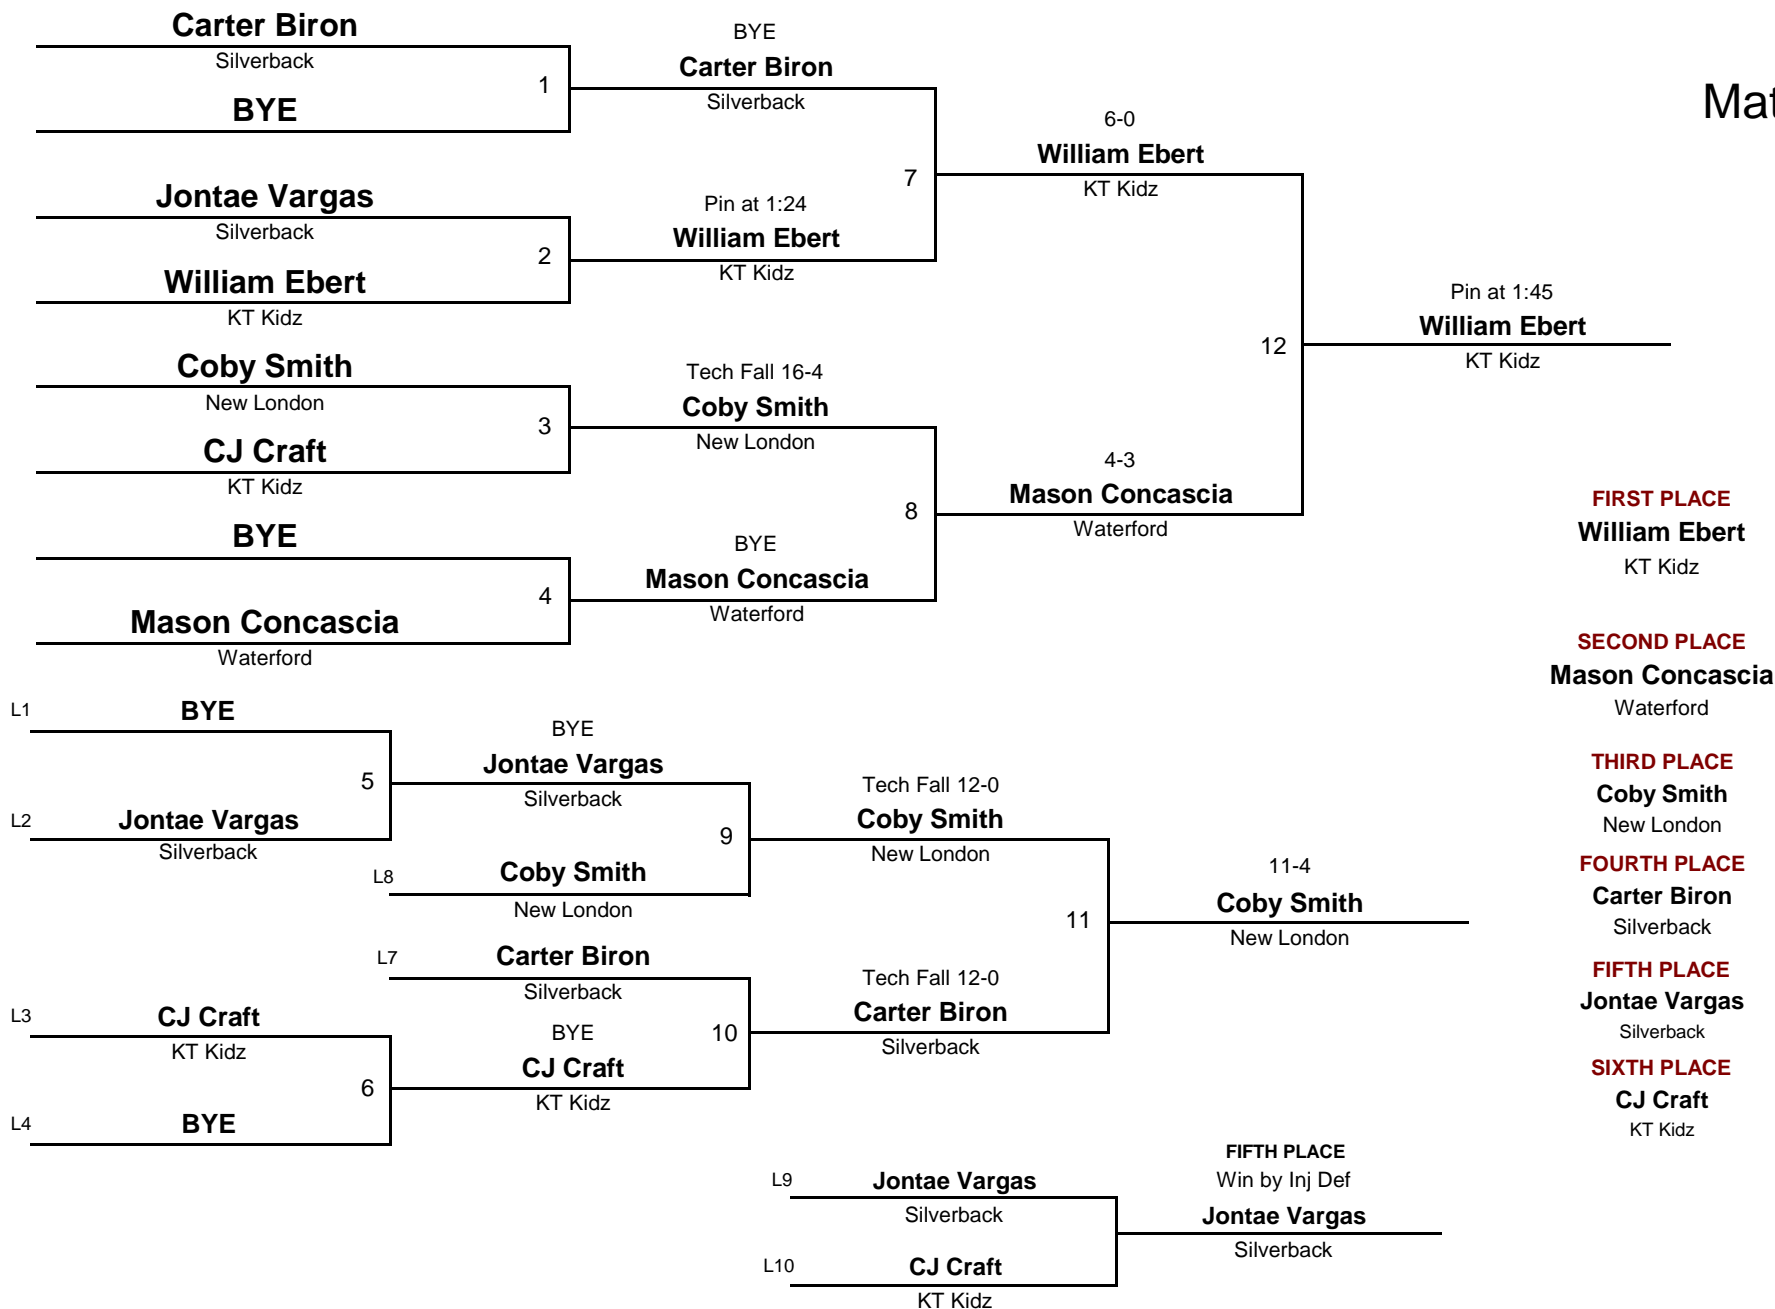 Carter Biron
Silverback
1
BYE
Jontae Vargas
Silverback
2
William Ebert
KT Kidz
Coby Smith
New London
3
CJ Craft
KT Kidz
BYE
4
Mason Concascia
Waterford
BYE
Carter Biron
Silverback
7
Pin at 1:24
William Ebert
KT Kidz
Tech Fall 16-4
Coby Smith
New London
8
BYE
Mason Concascia
Waterford
6-0
William Ebert
KT Kidz
12
4-3
Mason Concascia
Waterford
Pin at 1:45
William Ebert
KT Kidz
Mat
L1
BYE
5
L2
Jontae Vargas
Silverback
L3
CJ Craft
KT Kidz
6
L4
BYE
BYE
Jontae Vargas
Silverback
9
L8
Coby Smith
New London
L7
Carter Biron
Silverback
10
BYE
CJ Craft
KT Kidz
Tech Fall 12-0
Coby Smith
New London
11
Tech Fall 12-0
Carter Biron
Silverback
11-4
Coby Smith
New London
L9
Jontae Vargas
Silverback
L10
CJ Craft
KT Kidz
FIFTH PLACE
Win by Inj Def
Jontae Vargas
Silverback
FIRST PLACE
William Ebert
KT Kidz
SECOND PLACE
Mason Concascia
Waterford
THIRD PLACE
Coby Smith
New London
FOURTH PLACE
Carter Biron
Silverback
FIFTH PLACE
Jontae Vargas
Silverback
SIXTH PLACE
CJ Craft
KT Kidz